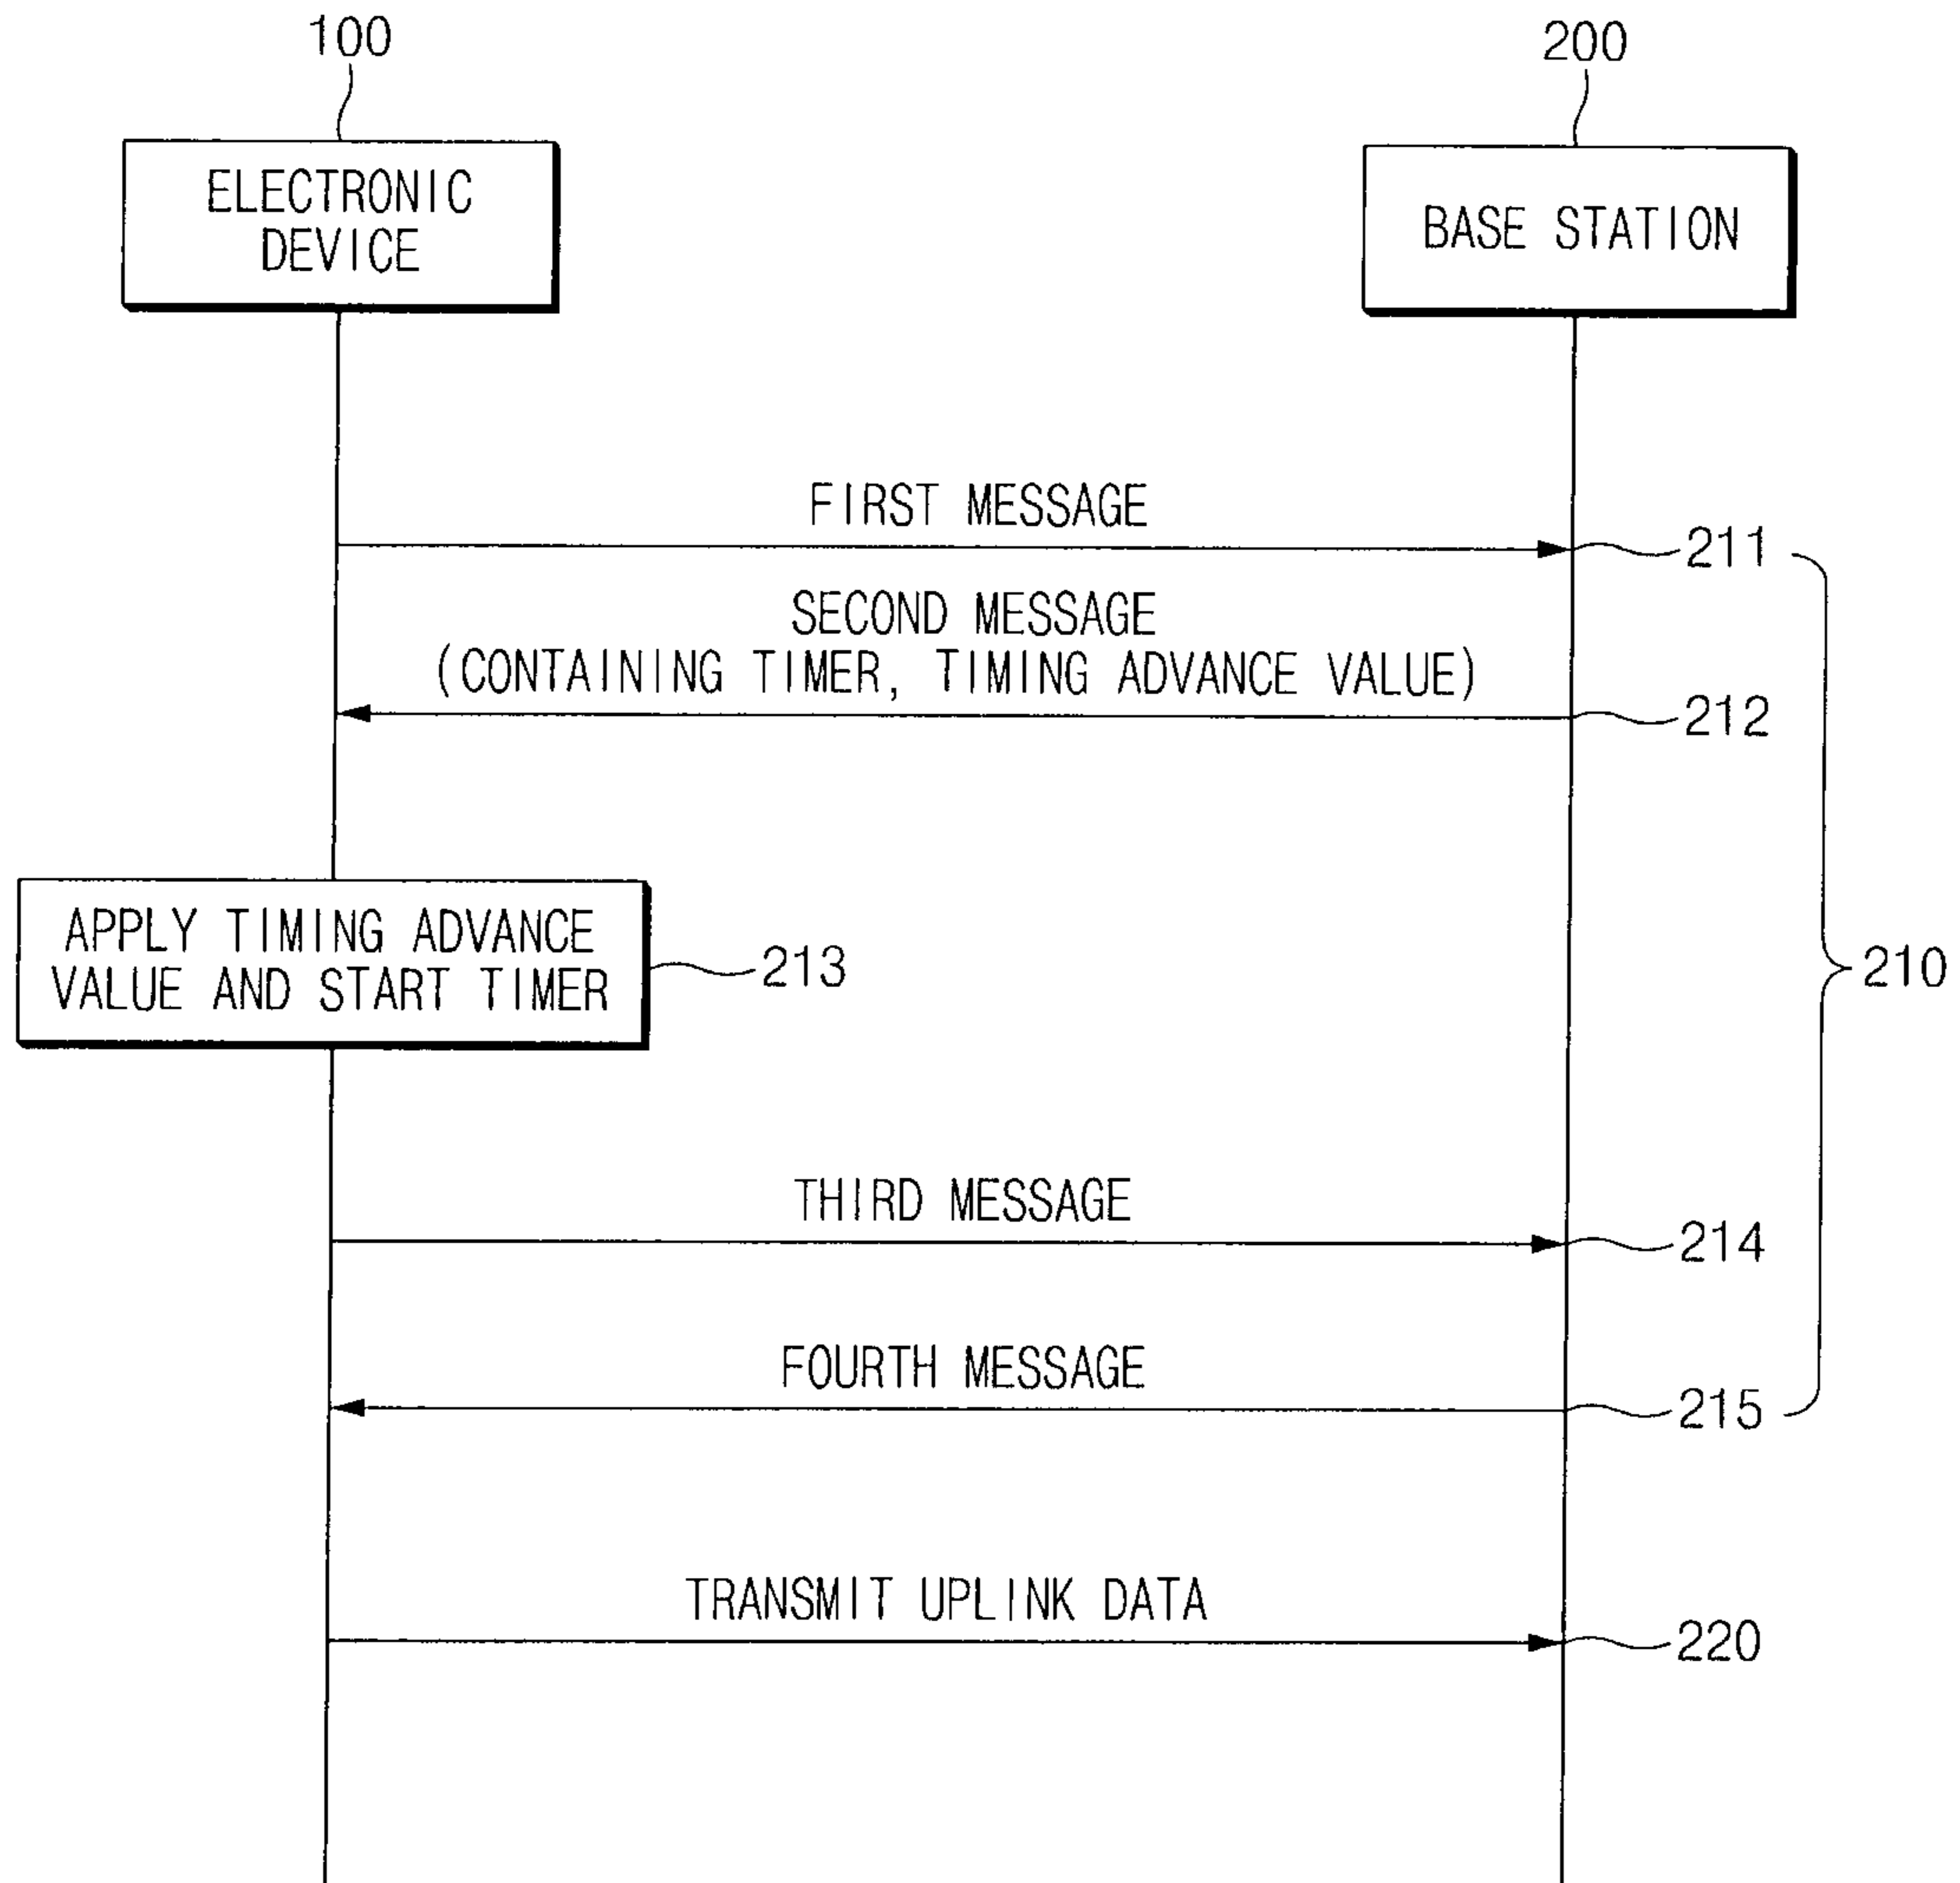 100
200
ELECTRONIC
DEVICE
BASE STATION
FIRST MESSAGE
211
SECOND MESSAGE
(CONTAINING TIMER, TIMING ADVANCE VALUE)
212
APPLY TIMING ADVANCE
VALUE AND START TIMER
213
210
THIRD MESSAGE
214
FOURTH MESSAGE
215
TRANSMIT UPLINK DATA
220